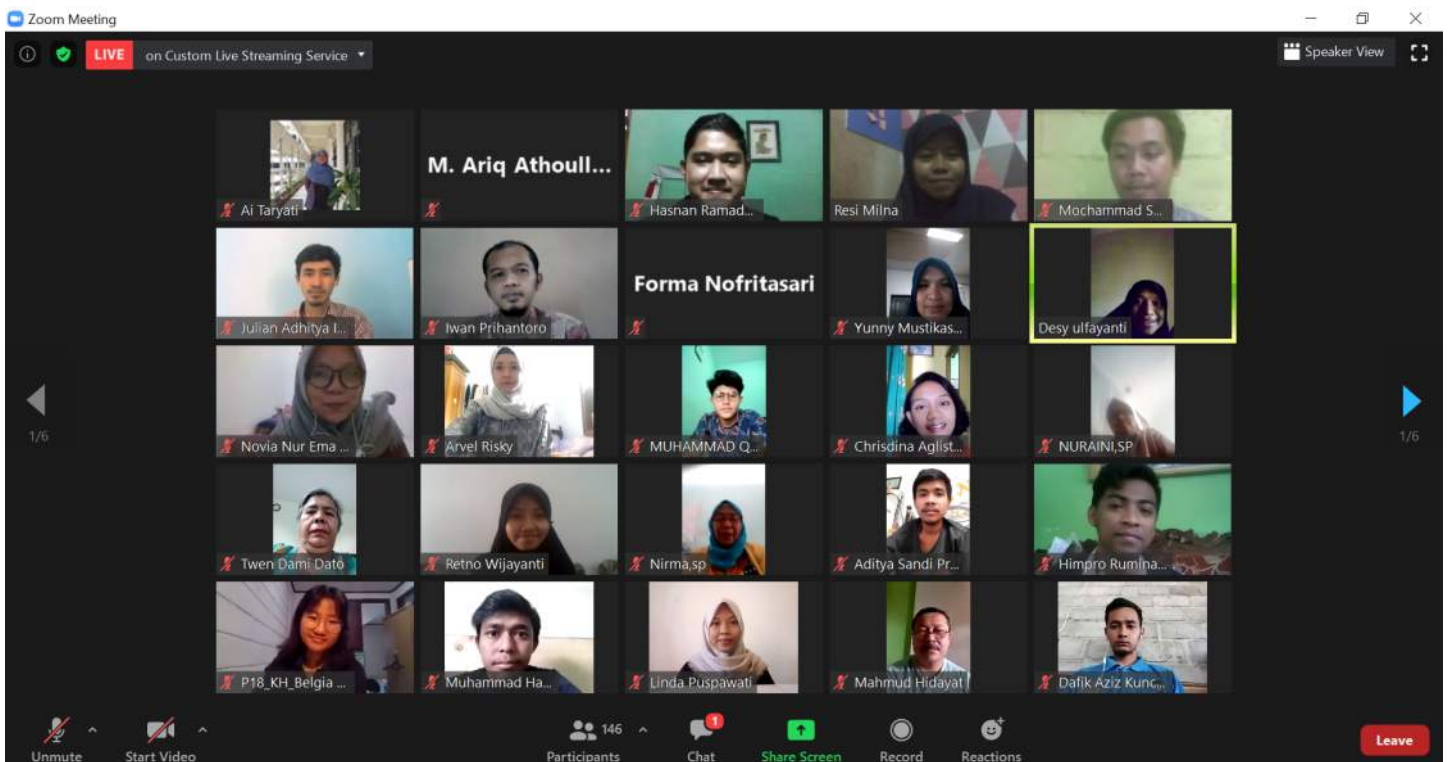 Zoom Meeting
LIVE on Custom Live Streaming Service
Speaker View
Ai Taryati
M. Ariq Athoull...
Hasnan Ramad...
Resi Milna
Mochammad S...
Julian Adhitya I...
Iwan Prihantoro
Forma Nofritasari
Yunny Mustikas...
Desy ulfayanti
1/6
1/6
Novia Nur Ema ...
Arvel Risky
MUHAMMAD Q...
Chrisdina Aglist...
NURAINI,SP
Twen Dami Dato
Retno Wijayanti
Nirma,sp
Aditya Sandi Pr...
Himpro Rumina...
P18_KH_Belgia ...
Muhammad Ha...
Linda Puspawati
Mahmud Hidayat
Dafik Aziz Kunc...
Unmute
Start Video
146
Participants
1
Chat
Share Screen
Record
Reactions
Leave